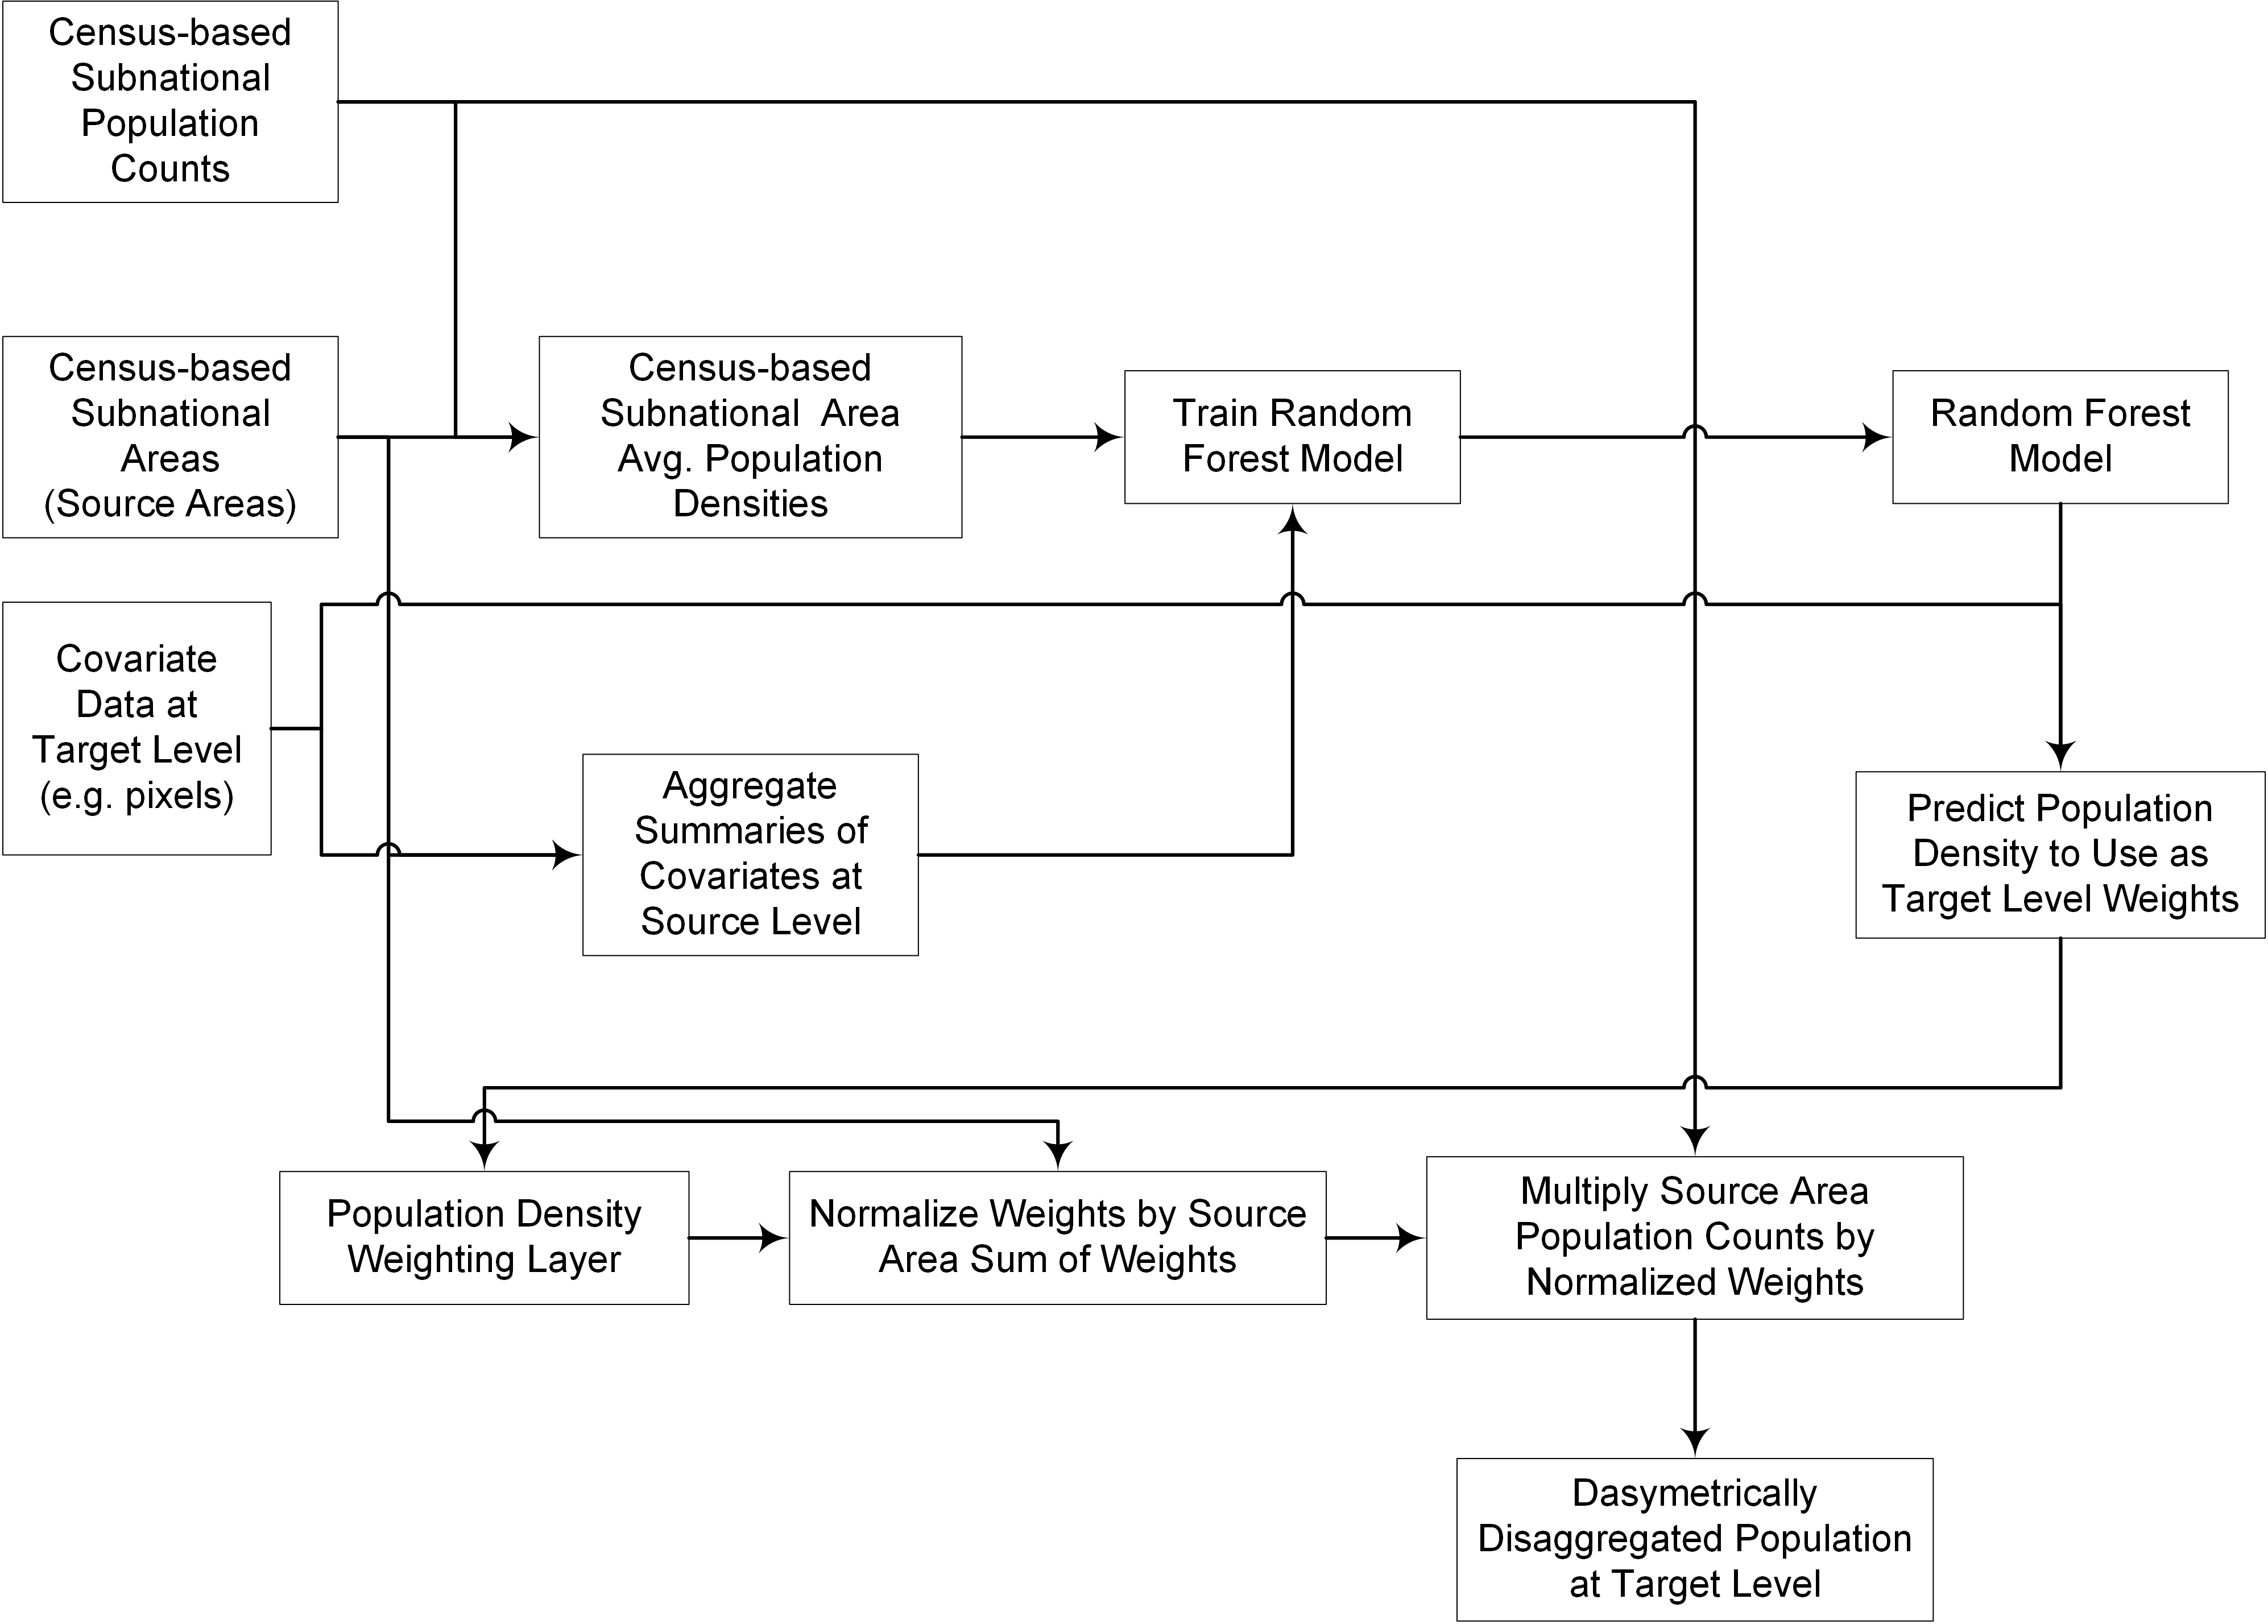 Census-based
Subnational
Population
Counts
Census-based
Subnational
Areas
(Source Areas)
Census-based
Subnational Area
Avg. Population
Densities
Train Random
Forest Model
Random Forest
Model
Covariate
Data at
Target Level
(e.g. pixels)
Aggregate
Summaries of
Covariates at
Source Level
Predict Population
Density to Use as
Target Level Weights
Population Density
Weighting Layer
Normalize Weights by Source
Area Sum of Weights
Multiply Source Area
Population Counts by
Normalized Weights
Dasymetrically
Disaggregated Population
at Target Level